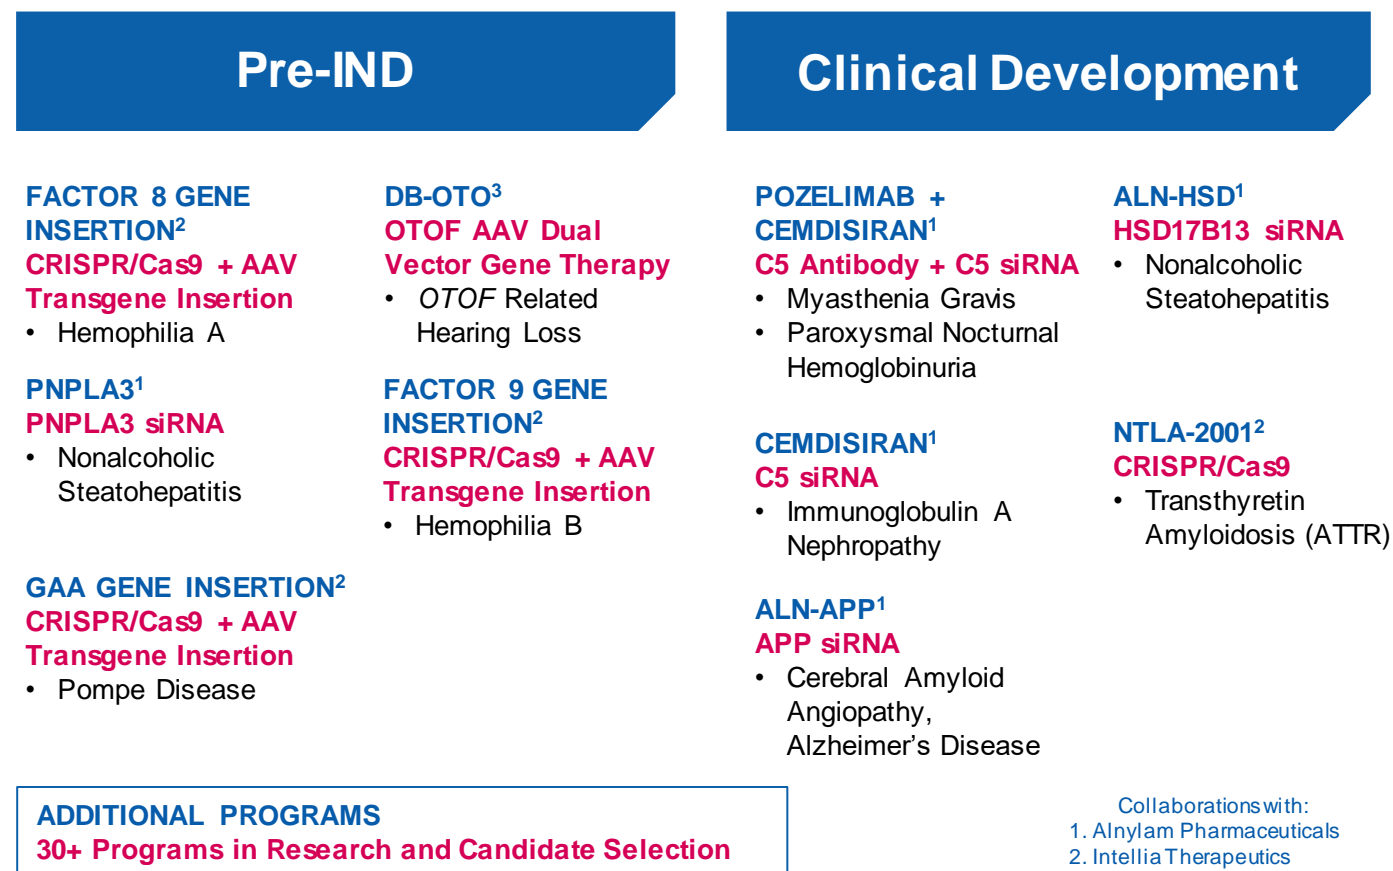 Pre-IND
FACTOR 8 GENE
INSERTION²
CRISPR/Cas9 + AAV
Transgene Insertion
• Hemophilia A
PNPLA3¹
PNPLA3 siRNA
• Nonalcoholic
Steatohepatitis
GAA GENE INSERTION²
CRISPR/Cas9 + AAV
Transgene Insertion
• Pompe Disease
DB-OTO³
OTOF AAV Dual
Vector Gene Therapy
• OTOF Related
Hearing Loss
FACTOR 9 GENE
INSERTION²
CRISPR/Cas9 + AAV
Transgene Insertion
• Hemophilia B
Clinical Development
POZELIMAB +
CEMDISIRAN¹
C5 Antibody + C5 siRNA
• Myasthenia Gravis
• Paroxysmal Nocturnal
Hemoglobinuria
CEMDISIRAN¹
C5 siRNA
• Immunoglobulin A
Nephropathy
ALN-APP¹
APP siRNA
• Cerebral Amyloid
Angiopathy,
Alzheimer’s Disease
ALN-HSD¹
HSD17B13 siRNA
• Nonalcoholic
Steatohepatitis
NTLA-2001²
CRISPR/Cas9
• Transthyretin
Amyloidosis (ATTR)
ADDITIONAL PROGRAMS
30+ Programs in Research and Candidate Selection
Collaborations with:
1. Alnylam Pharmaceuticals
2. Intellia Therapeutics